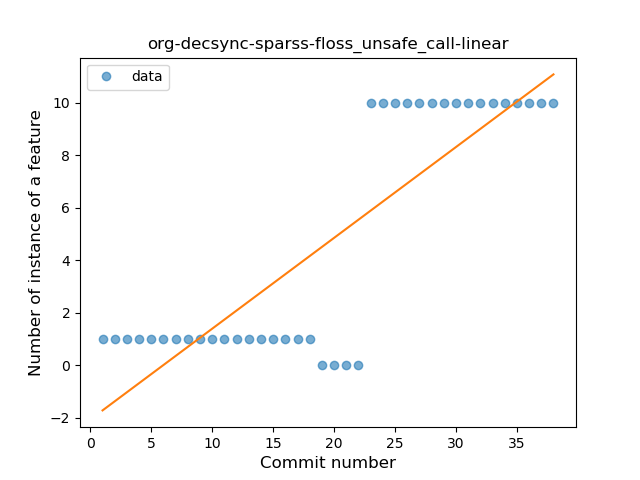 org-decsync-sparss-floss_unsafe_call-linear
data
Number of instance of a feature
10
8
6
4
2
0
−2
0 5 10 15 20 25 30 35
Commit number